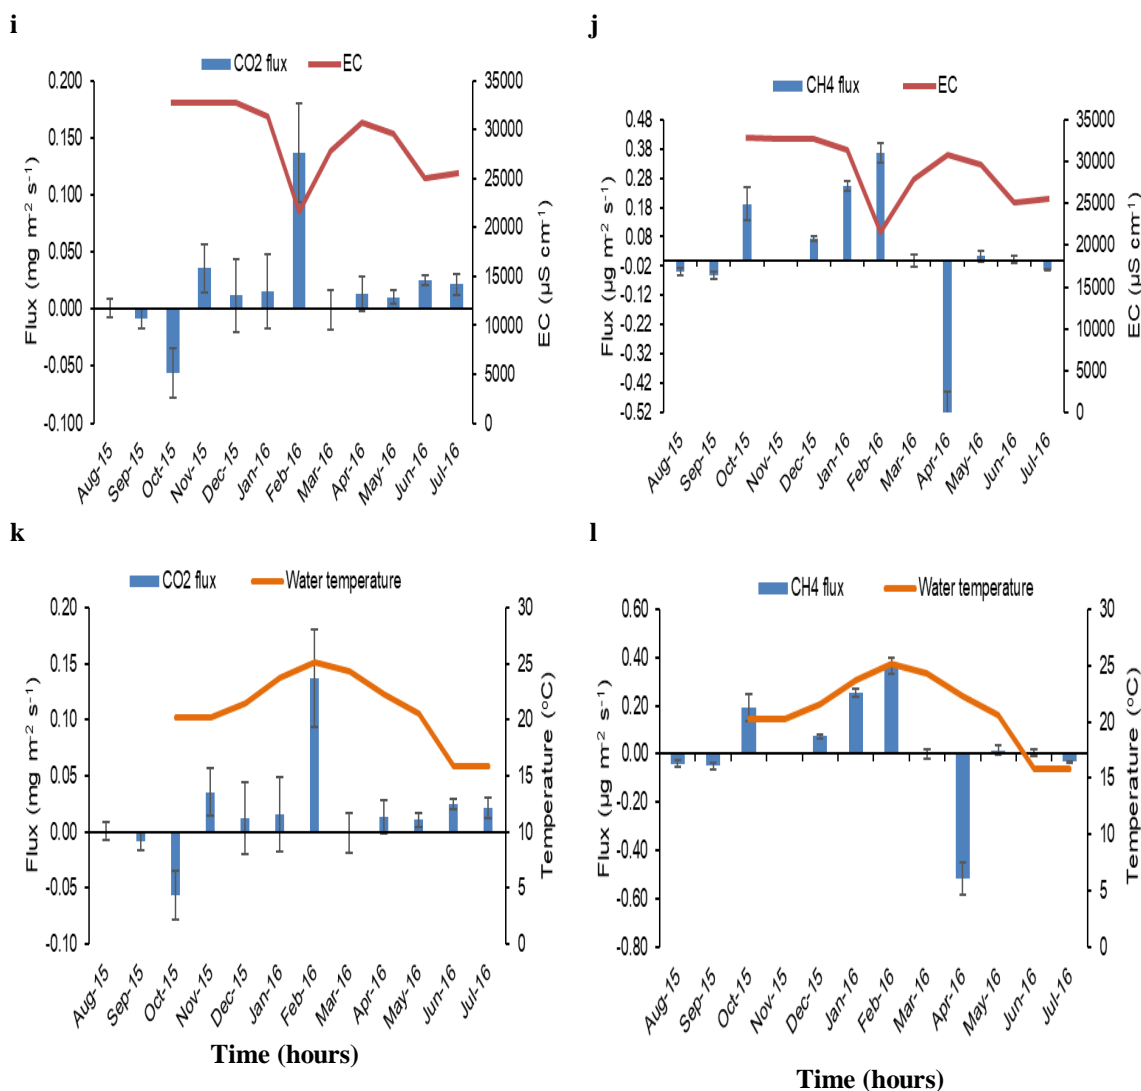 i
CO2 flux EC
0.200
0.150
0.100
0.050
0.000
-0.050
-0.100
Flux (mg m⁻² s⁻¹)
35000
30000
25000
20000
15000
10000
5000
0
EC (µS cm⁻¹)
Aug-15 Sep-15 Oct-15 Nov-15 Dec-15 Jan-16 Feb-16 Mar-16 Apr-16 May-16 Jun-16 Jul-16
j
CH4 flux EC
0.48
0.38
0.28
0.18
0.08
-0.02
-0.12
-0.22
-0.32
-0.42
-0.52
Flux (µg m⁻² s⁻¹)
35000
30000
25000
20000
15000
10000
5000
0
EC (µS cm⁻¹)
Aug-15 Sep-15 Oct-15 Nov-15 Dec-15 Jan-16 Feb-16 Mar-16 Apr-16 May-16 Jun-16 Jul-16
k
CO2 flux Water temperature
0.20
0.15
0.10
0.05
0.00
-0.05
-0.10
Flux (mg m⁻² s⁻¹)
30
25
20
15
10
5
0
Temperature (°C)
Aug-15 Sep-15 Oct-15 Nov-15 Dec-15 Jan-16 Feb-16 Mar-16 Apr-16 May-16 Jun-16 Jul-16
Time (hours)
l
CH4 flux Water temperature
0.60
0.40
0.20
0.00
-0.20
-0.40
-0.60
-0.80
Flux (µg m⁻² s⁻¹)
30
25
20
15
10
5
0
Temperature (°C)
Aug-15 Sep-15 Oct-15 Nov-15 Dec-15 Jan-16 Feb-16 Mar-16 Apr-16 May-16 Jun-16 Jul-16
Time (hours)